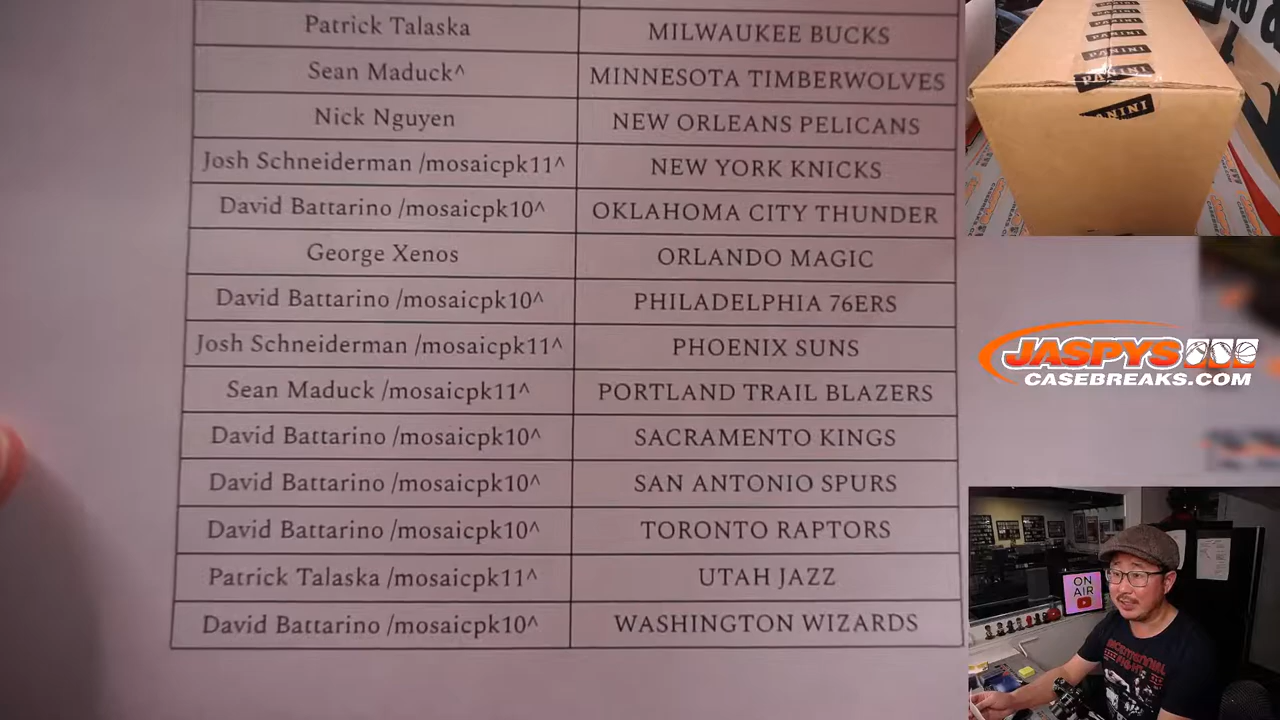 Patrick Talaska MILWAUKEE BUCKS
Sean Maduck^ MINNESOTA TIMBERWOLVES
Nick Nguyen NEW ORLEANS PELICANS
Josh Schneiderman /mosaicpk11^ NEW YORK KNICKS
David Battarino /mosaicpk10^ OKLAHOMA CITY THUNDER
George Xenos ORLANDO MAGIC
David Battarino /mosaicpk10^ PHILADELPHIA 76ERS
Josh Schneiderman /mosaicpk11^ PHOENIX SUNS
Sean Maduck /mosaicpk11^ PORTLAND TRAIL BLAZERS
David Battarino /mosaicpk10^ SACRAMENTO KINGS
David Battarino /mosaicpk10^ SAN ANTONIO SPURS
David Battarino /mosaicpk10^ TORONTO RAPTORS
Patrick Talaska /mosaicpk11^ UTAH JAZZ
David Battarino /mosaicpk10^ WASHINGTON WIZARDS
PANINI
PANINI
PANINI
PANINI
PANINI
JASPYS
CASEBREAKS.COM
ON
AIR